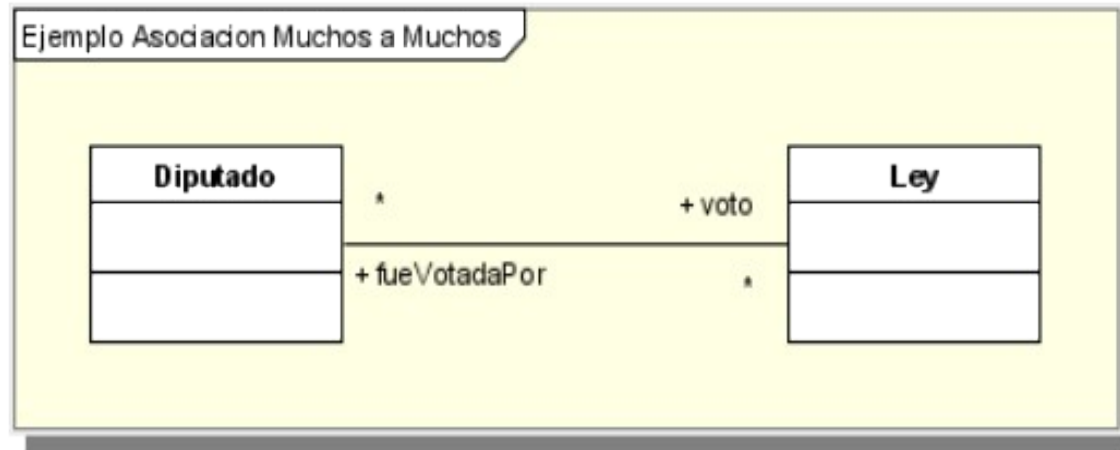 Ejemplo Asociacion Muchos a Muchos
Diputado
*
+ fueVotadaPor
+ voto
*
Ley